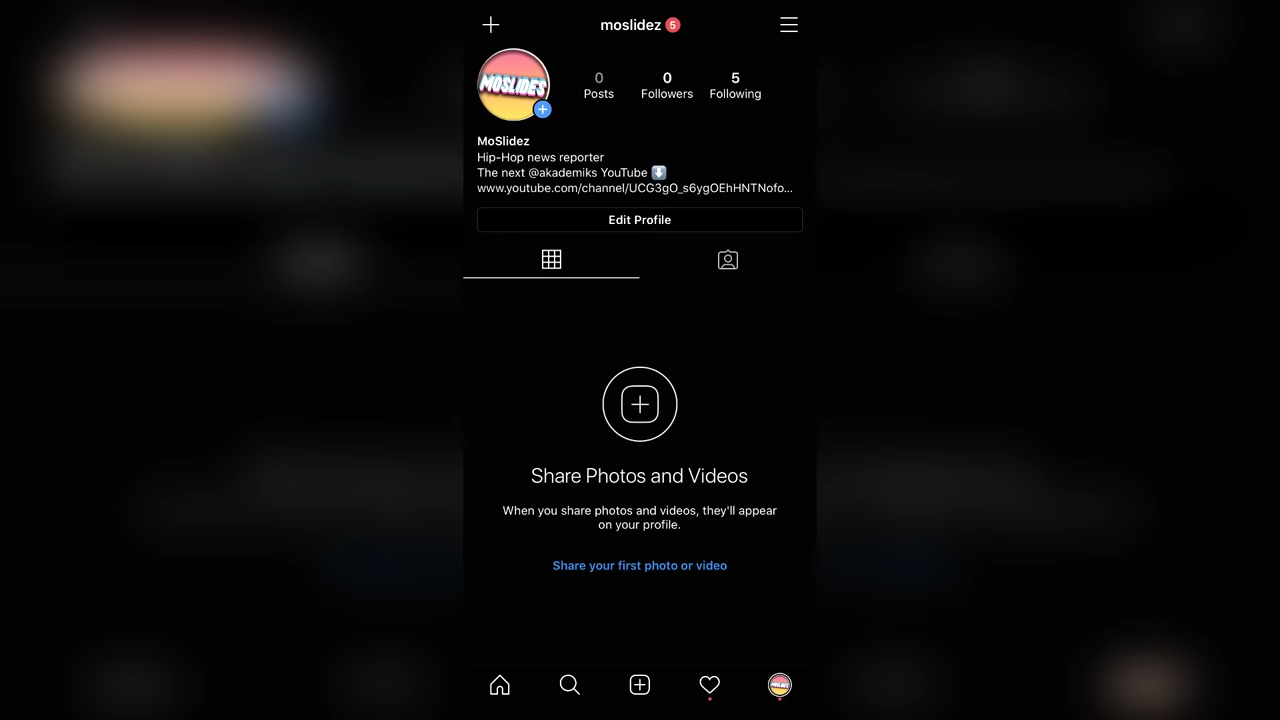 moslidez 5
MOSLIDES
0 0 5
Posts Followers Following
MoSlidez
Hip-Hop news reporter
The next @akademiks YouTube ⬇️
www.youtube.com/channel/UCG3gO_s6ygOEhHNTNofo...
Edit Profile
Share Photos and Videos
When you share photos and videos, they'll appear
on your profile.
Share your first photo or video